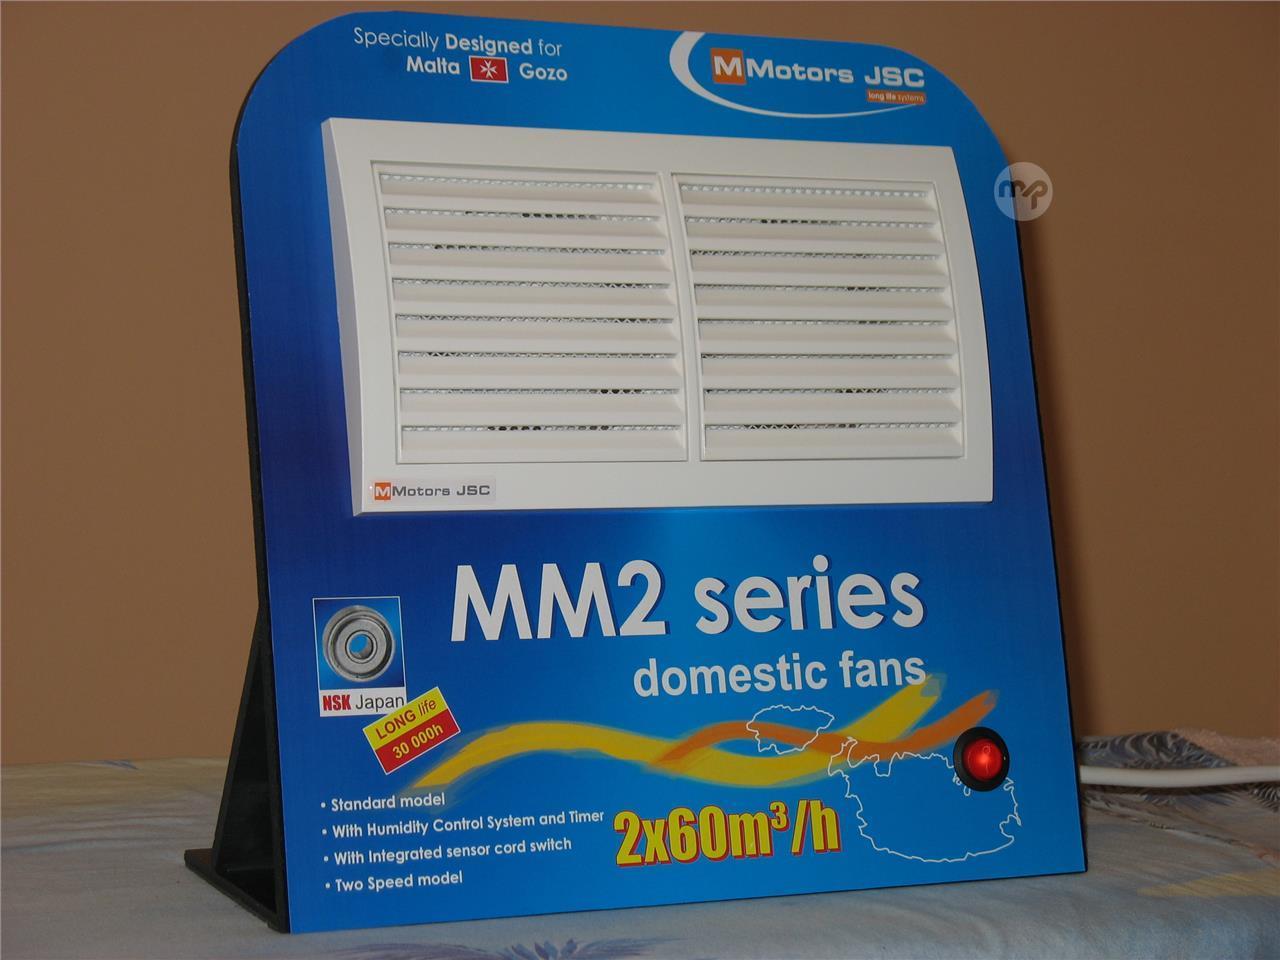 Specially Designed for
Malta Gozo
MMotors JSC
long life systems
mp
MMotors JSC
MM2 series
domestic fans
NSK Japan
LONG life
30 000h
• Standard model
• With Humidity Control System and Timer
• With Integrated sensor cord switch
• Two Speed model
2x60m³/h